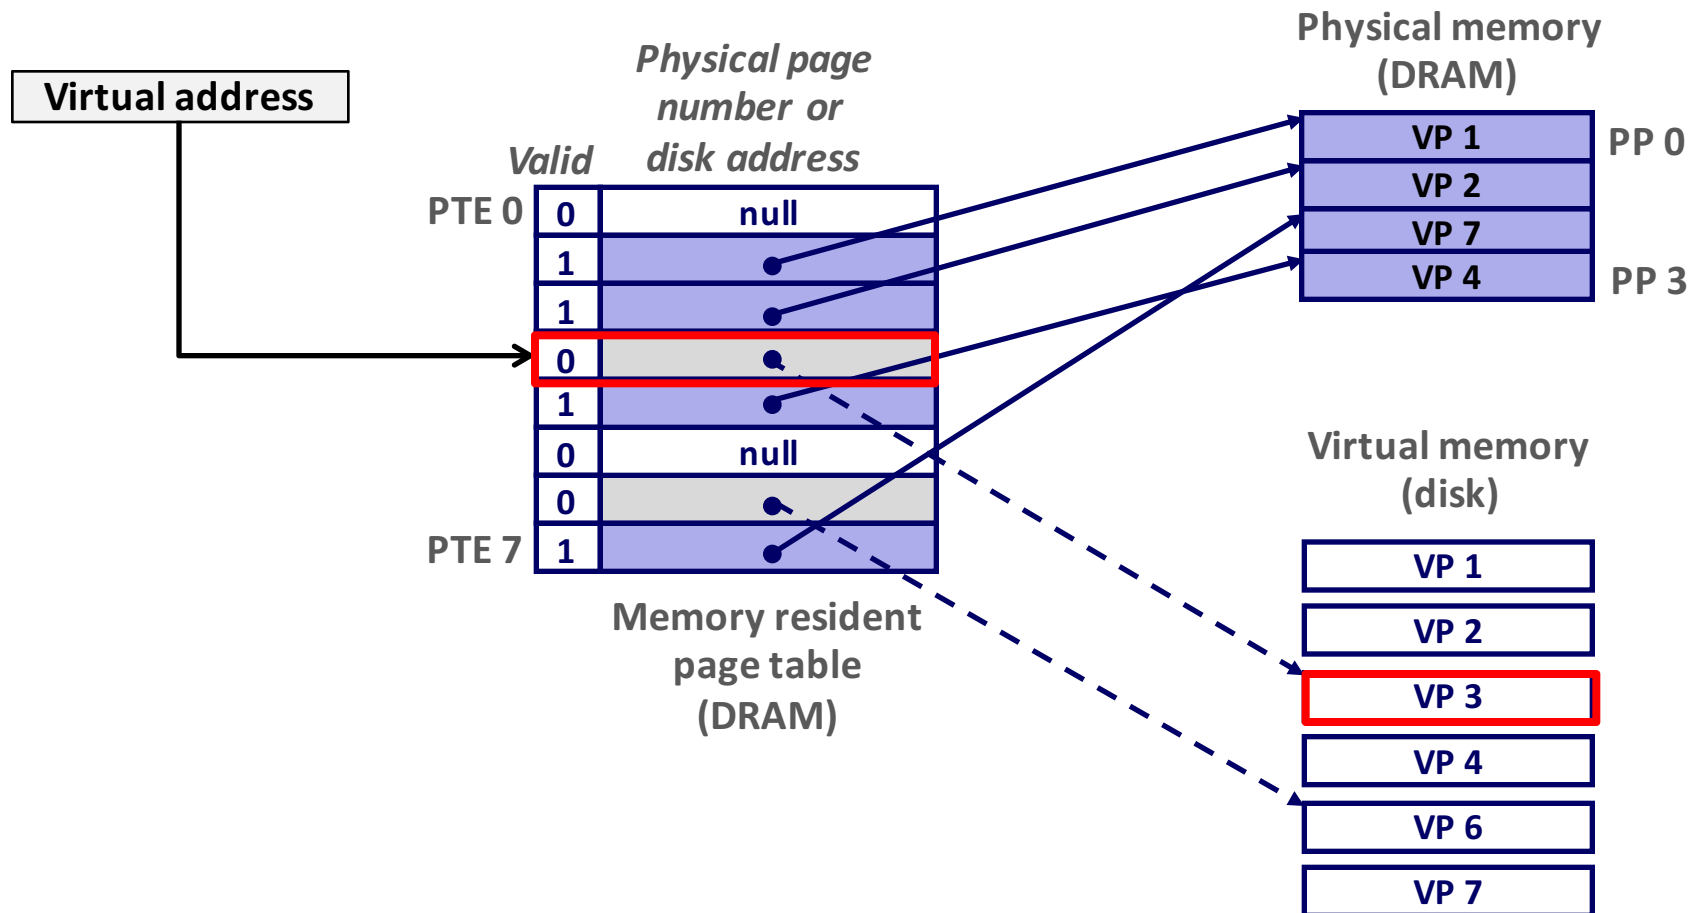 Virtual address
Physical page
number or
disk address
Valid
PTE 0
0
null
1
1
0
1
0
null
0
PTE 7
1
Memory resident
page table
(DRAM)
Physical memory
(DRAM)
VP 1
PP 0
VP 2
VP 7
VP 4
PP 3
Virtual memory
(disk)
VP 1
VP 2
VP 3
VP 4
VP 6
VP 7